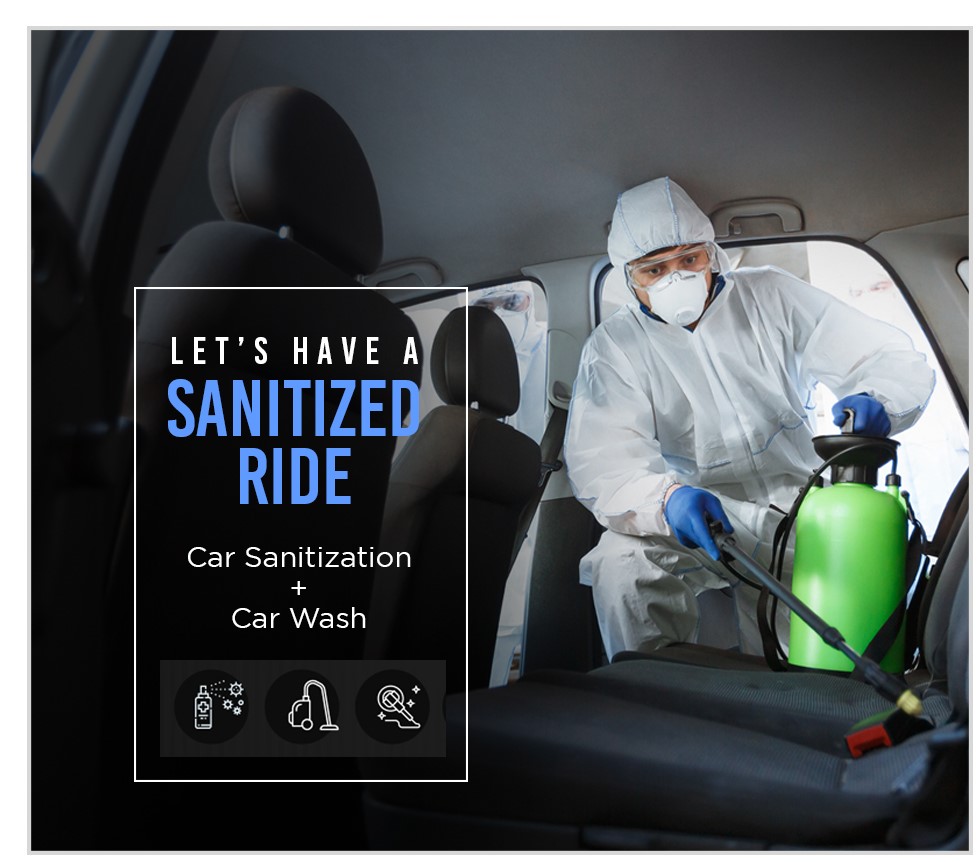 LET'S HAVE A
SANITIZED
RIDE
Car Sanitization
+
Car Wash